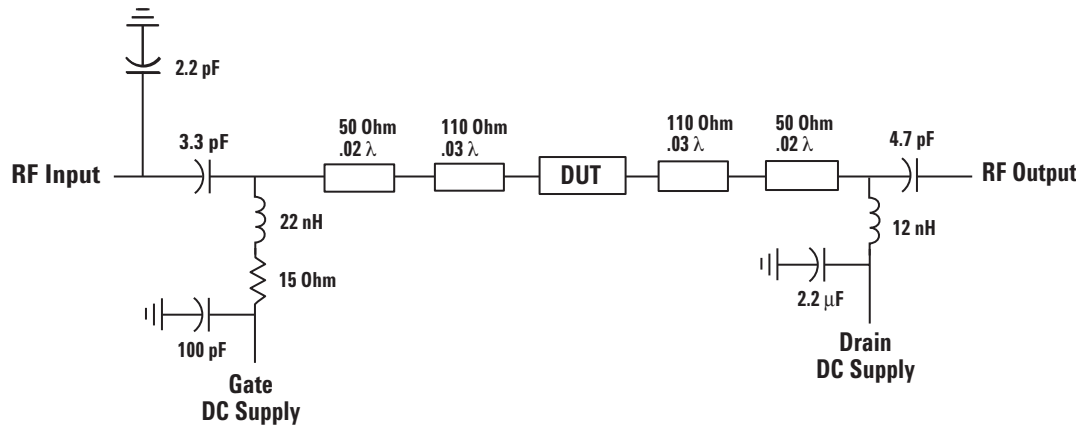 2.2 pF
3.3 pF
50 Ohm
.02 λ
110 Ohm
.03 λ
110 Ohm
.03 λ
50 Ohm
.02 λ
4.7 pF
RF Input
DUT
RF Output
22 nH
12 nH
15 Ohm
2.2 μF
100 pF
Drain
DC Supply
Gate
DC Supply